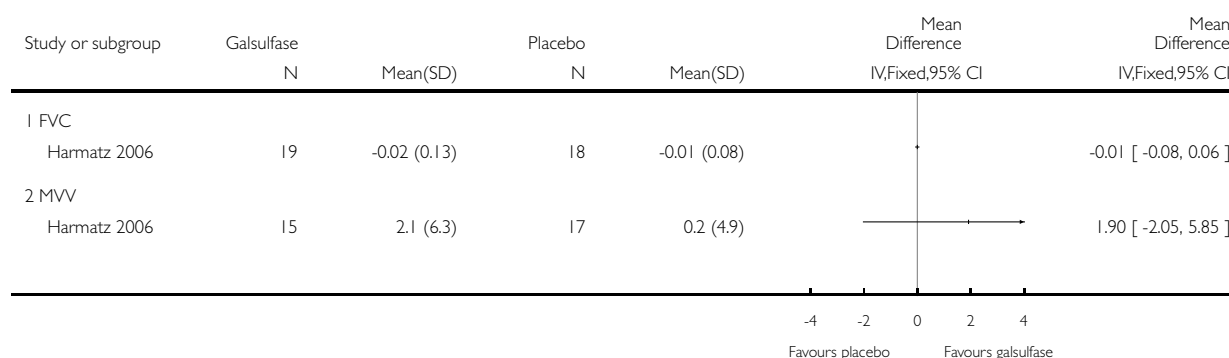 Study or subgroup Galsulfase Placebo Mean Difference Mean Difference
N Mean(SD) N Mean(SD) IV,Fixed,95% CI IV,Fixed,95% CI
1 FVC
Harmatz 2006 19 -0.02 (0.13) 18 -0.01 (0.08) -0.01 [ -0.08, 0.06 ]
2 MVV
Harmatz 2006 15 2.1 (6.3) 17 0.2 (4.9) 1.90 [ -2.05, 5.85 ]
-4 -2 0 2 4
Favours placebo Favours galsulfase